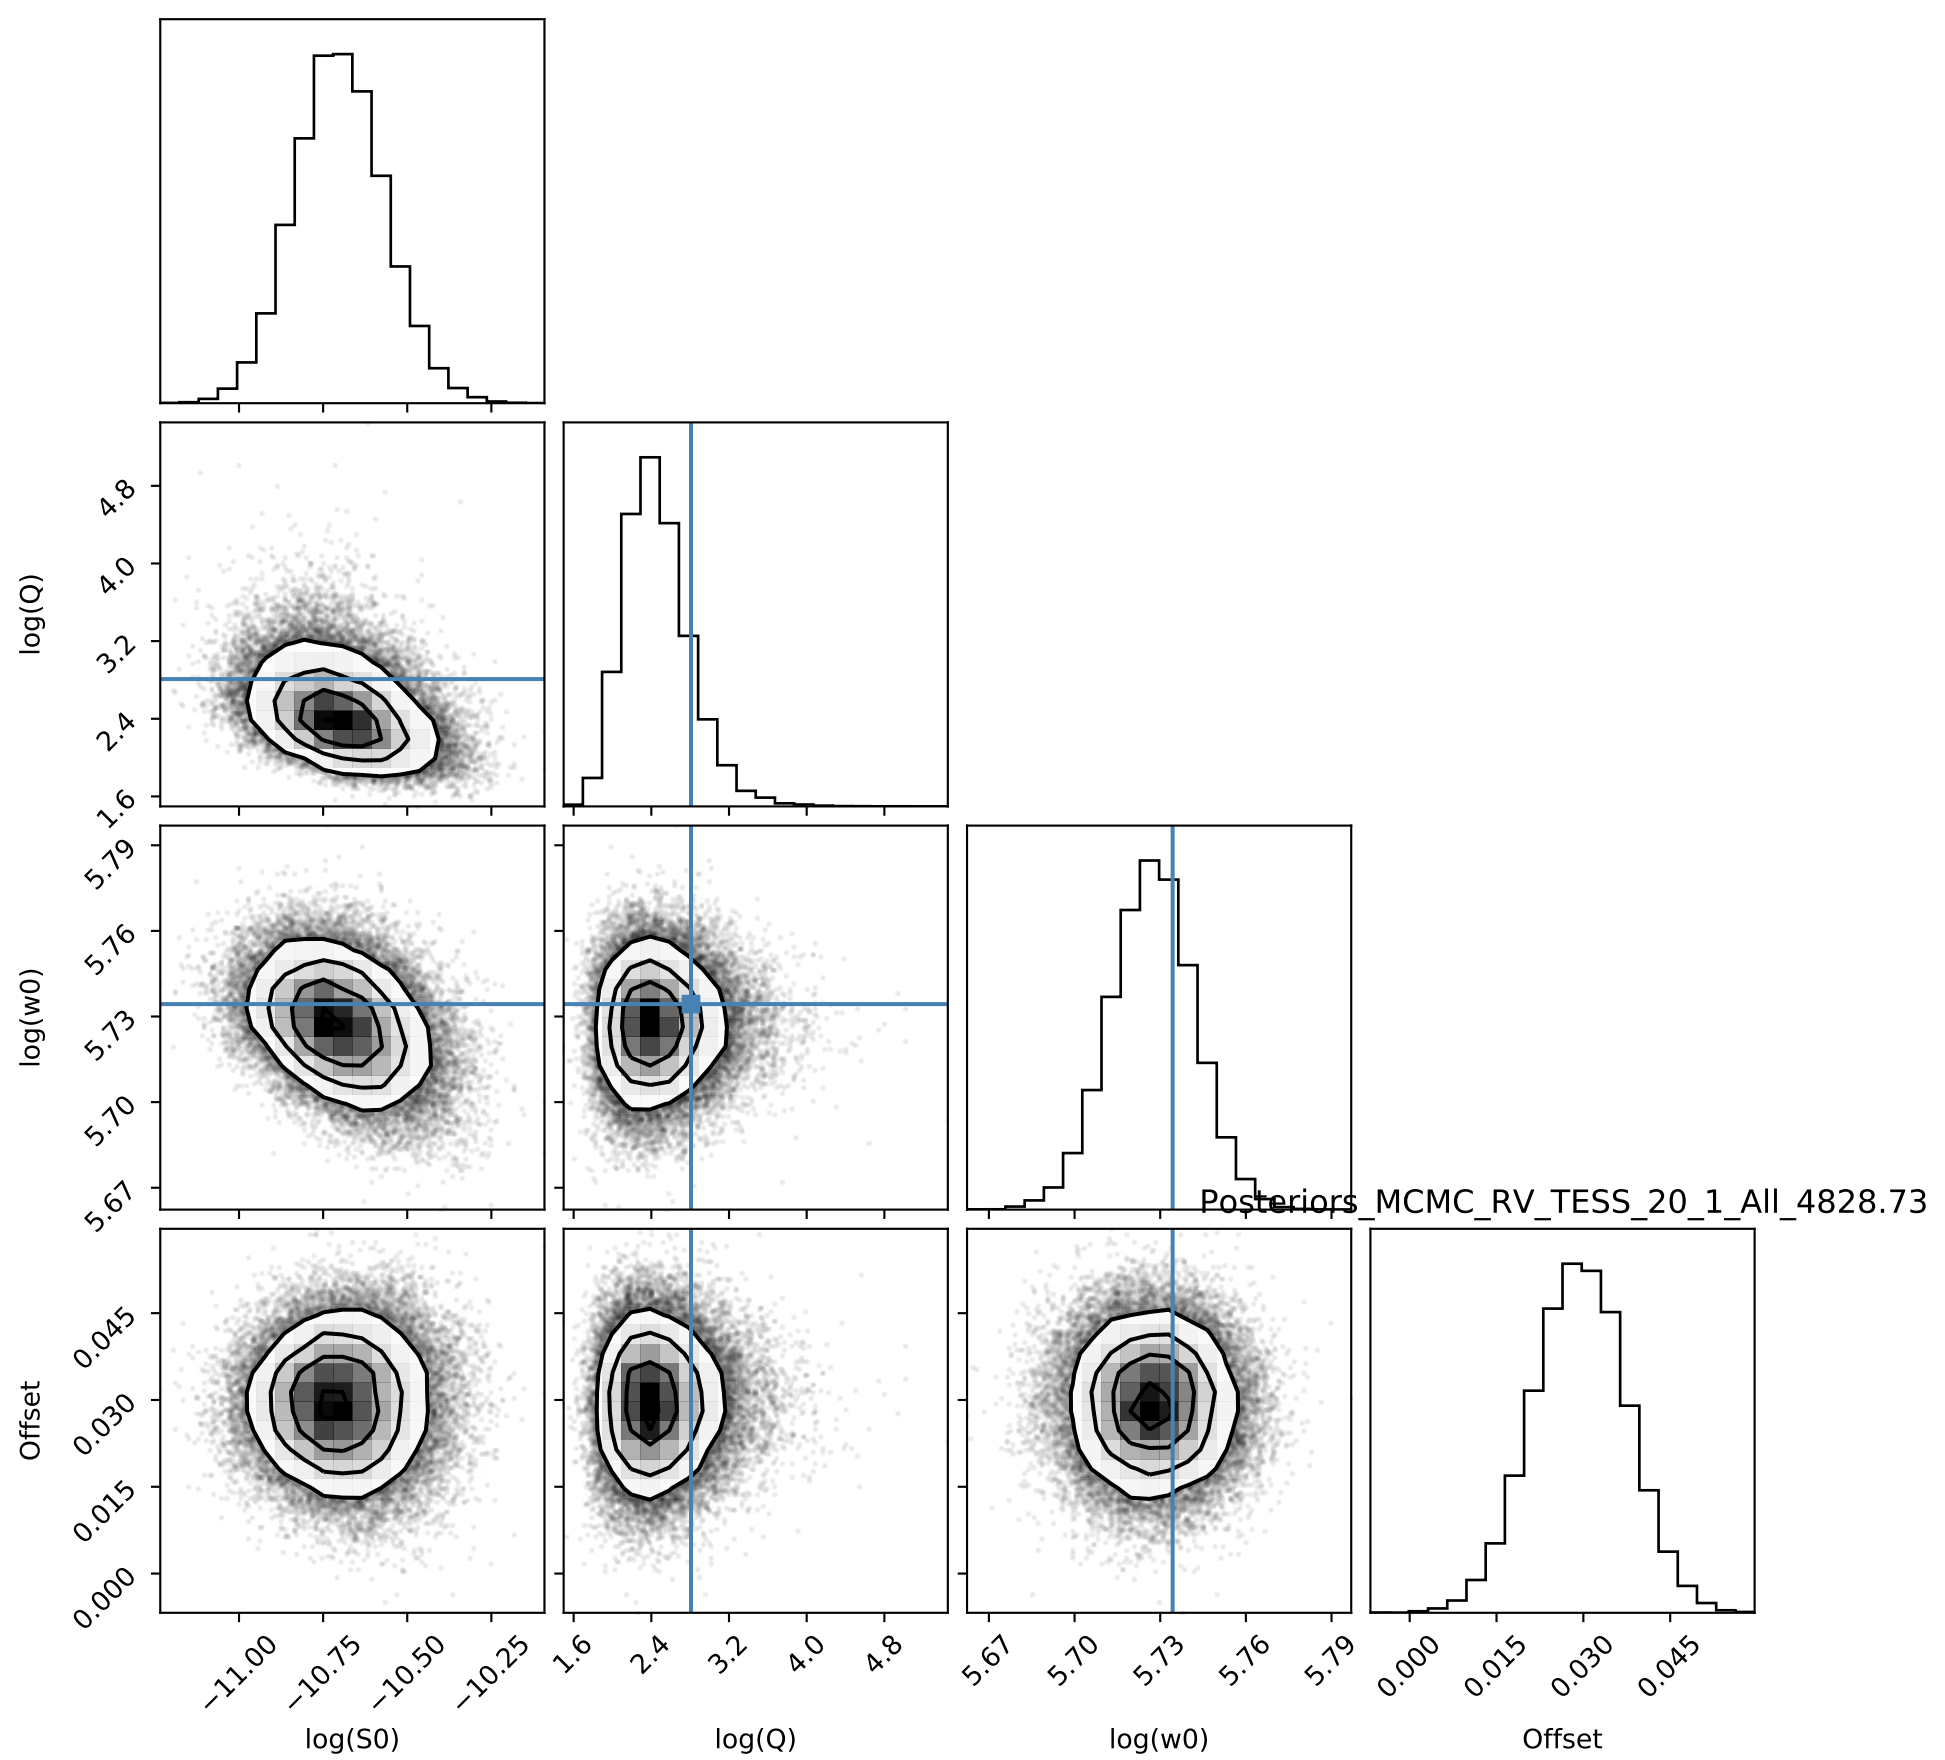 log(Q)
4.8
4.0
3.2
2.4
1.6
log(w0)
5.79
5.76
5.73
5.70
5.67
Posteriors_MCMC_RV_TESS_20_1_All_4828.73
Offset
0.045
0.030
0.015
0.000
−11.00 −10.75 −10.50 −10.25 1.6 2.4 3.2 4.0 4.8 5.67 5.70 5.73 5.76 5.79 0.000 0.015 0.030 0.045
log(S0) log(Q) log(w0) Offset